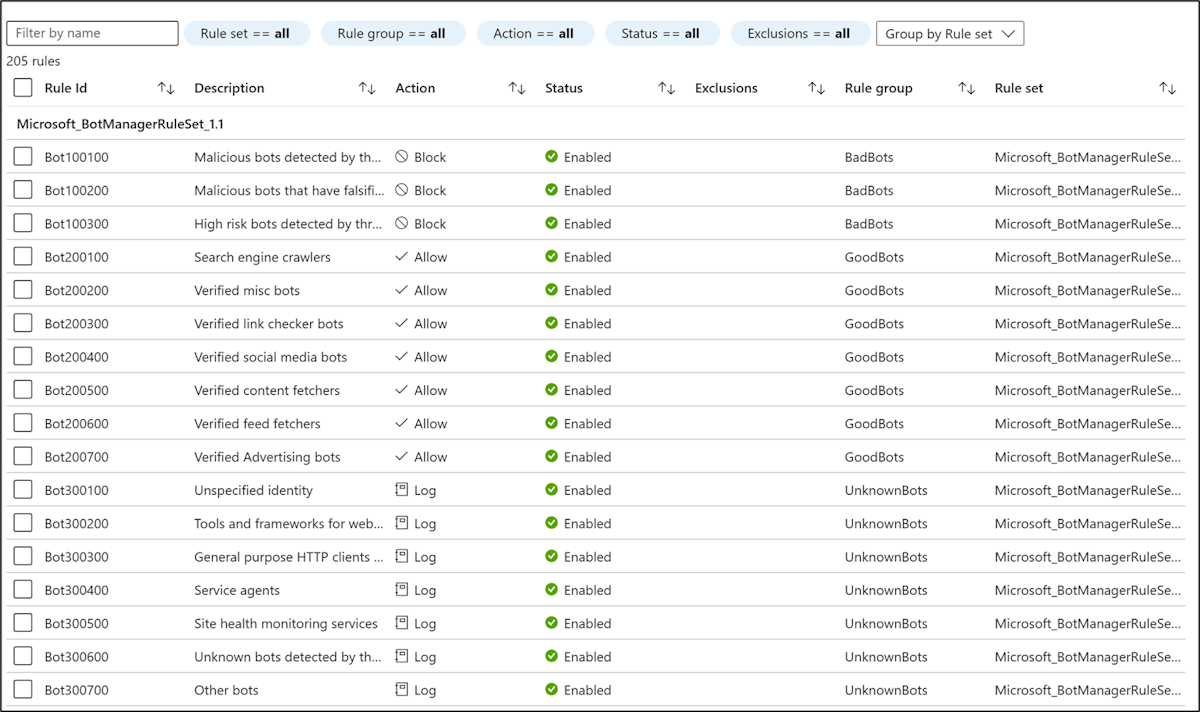 Filter by name Rule set == all Rule group == all Action == all Status == all Exclusions == all Group by Rule set
205 rules
Rule Id Description Action Status Exclusions Rule group Rule set
Microsoft_BotManagerRuleSet_1.1
Bot100100 Malicious bots detected by th... Block Enabled BadBots Microsoft_BotManagerRuleSe...
Bot100200 Malicious bots that have falsifi... Block Enabled BadBots Microsoft_BotManagerRuleSe...
Bot100300 High risk bots detected by thr... Block Enabled BadBots Microsoft_BotManagerRuleSe...
Bot200100 Search engine crawlers Allow Enabled GoodBots Microsoft_BotManagerRuleSe...
Bot200200 Verified misc bots Allow Enabled GoodBots Microsoft_BotManagerRuleSe...
Bot200300 Verified link checker bots Allow Enabled GoodBots Microsoft_BotManagerRuleSe...
Bot200400 Verified social media bots Allow Enabled GoodBots Microsoft_BotManagerRuleSe...
Bot200500 Verified content fetchers Allow Enabled GoodBots Microsoft_BotManagerRuleSe...
Bot200600 Verified feed fetchers Allow Enabled GoodBots Microsoft_BotManagerRuleSe...
Bot200700 Verified Advertising bots Allow Enabled GoodBots Microsoft_BotManagerRuleSe...
Bot300100 Unspecified identity Log Enabled UnknownBots Microsoft_BotManagerRuleSe...
Bot300200 Tools and frameworks for web... Log Enabled UnknownBots Microsoft_BotManagerRuleSe...
Bot300300 General purpose HTTP clients ... Log Enabled UnknownBots Microsoft_BotManagerRuleSe...
Bot300400 Service agents Log Enabled UnknownBots Microsoft_BotManagerRuleSe...
Bot300500 Site health monitoring services Log Enabled UnknownBots Microsoft_BotManagerRuleSe...
Bot300600 Unknown bots detected by th... Log Enabled UnknownBots Microsoft_BotManagerRuleSe...
Bot300700 Other bots Log Enabled UnknownBots Microsoft_BotManagerRuleSe...